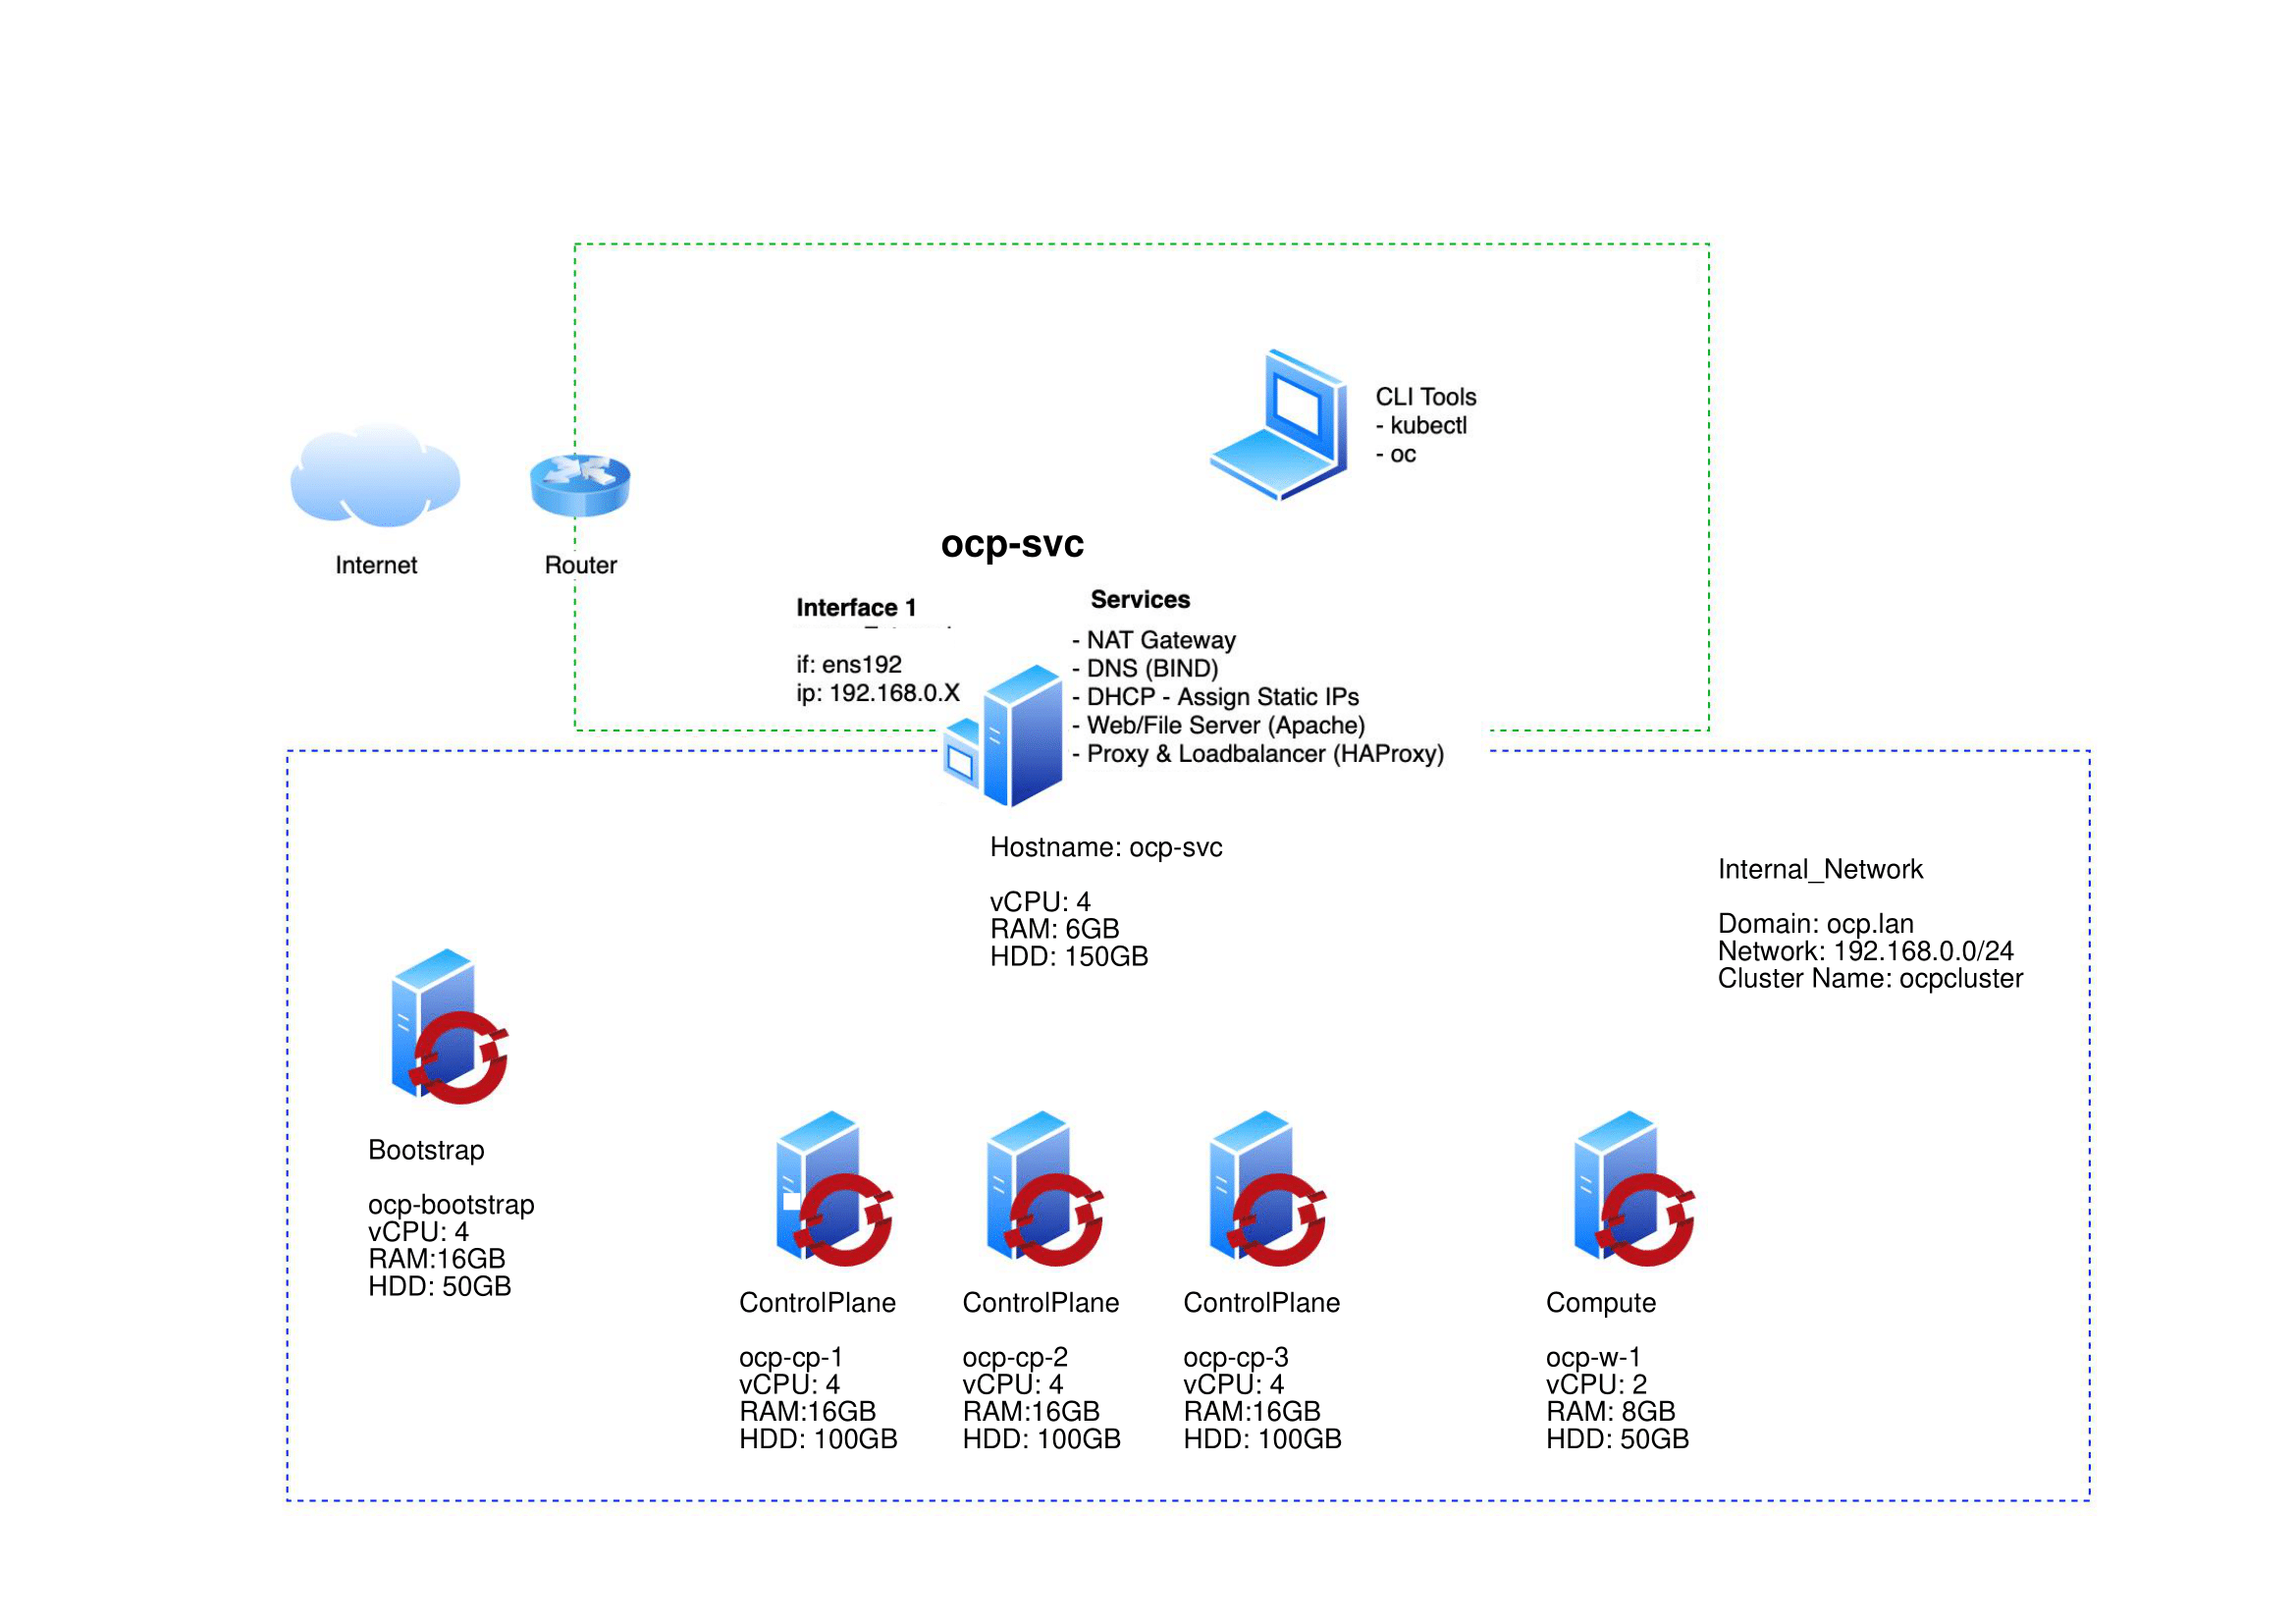 CLI Tools
- kubectl
- oc
Internet
Router
ocp-svc
Interface 1
if: ens192
ip: 192.168.0.X
Services
- NAT Gateway
- DNS (BIND)
- DHCP - Assign Static IPs
- Web/File Server (Apache)
- Proxy & Loadbalancer (HAProxy)
Hostname: ocp-svc
vCPU: 4
RAM: 6GB
HDD: 150GB
Internal_Network
Domain: ocp.lan
Network: 192.168.0.0/24
Cluster Name: ocpcluster
Bootstrap
ocp-bootstrap
vCPU: 4
RAM:16GB
HDD: 50GB
ControlPlane
ocp-cp-1
vCPU: 4
RAM:16GB
HDD: 100GB
ControlPlane
ocp-cp-2
vCPU: 4
RAM:16GB
HDD: 100GB
ControlPlane
ocp-cp-3
vCPU: 4
RAM:16GB
HDD: 100GB
Compute
ocp-w-1
vCPU: 2
RAM: 8GB
HDD: 50GB